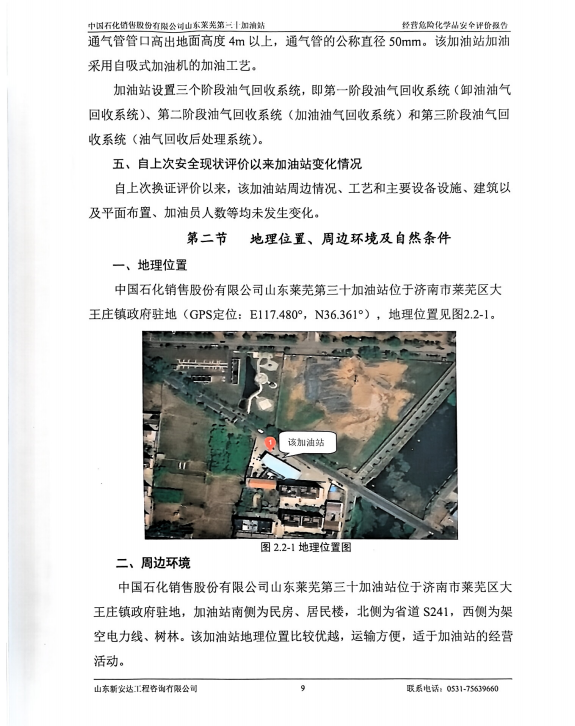 中国石化销售股份有限公司山东莱芜第三十加油站 经营危险化学品安全评价报告
通气管管口高出地面高度 4m 以上，通气管的公称直径 50mm。该加油站加油
采用自吸式加油机的加油工艺。
加油站设置三个阶段油气回收系统，即第一阶段油气回收系统（卸油油气
回收系统）、第二阶段油气回收系统（加油油气回收系统）和第三阶段油气回
收系统（油气回收后处理系统）。
五、自上次安全现状评价以来加油站变化情况
自上次换证评价以来，该加油站周边情况、工艺和主要设备设施、建筑以
及平面布置、加油员人数等均未发生变化。
第二节 地理位置、周边环境及自然条件
一、地理位置
中国石化销售股份有限公司山东莱芜第三十加油站位于济南市莱芜区大
王庄镇政府驻地（GPS定位：E117.480°，N36.361°），地理位置见图2.2-1。
1
该加油站
图 2.2-1 地理位置图
二、周边环境
中国石化销售股份有限公司山东莱芜第三十加油站位于济南市莱芜区大
王庄镇政府驻地，加油站南侧为民房、居民楼，北侧为省道 S241，西侧为架
空电力线、树林。该加油站地理位置比较优越，运输方便，适于加油站的经营
活动。
山东新安达工程咨询有限公司 9 联系电话：0531-75639660